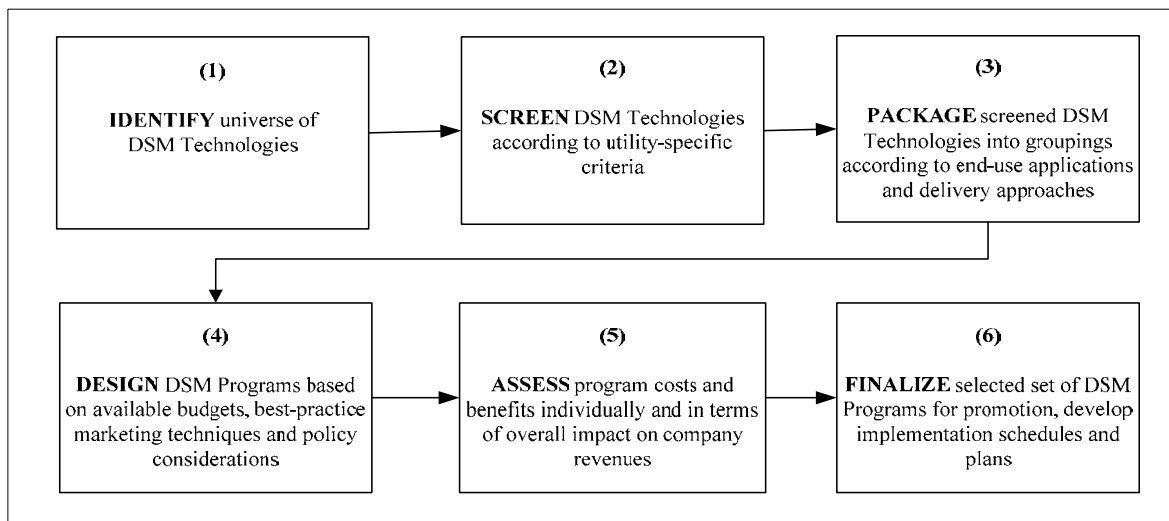 (1)
IDENTIFY universe of
DSM Technologies
(2)
SCREEN DSM Technologies
according to utility-specific
criteria
(3)
PACKAGE screened DSM
Technologies into groupings
according to end-use applications
and delivery approaches
(4)
DESIGN DSM Programs based
on available budgets, best-practice
marketing techniques and policy
considerations
(5)
ASSESS program costs and
benefits individually and in terms
of overall impact on company
revenues
(6)
FINALIZE selected set of DSM
Programs for promotion, develop
implementation schedules and
plans